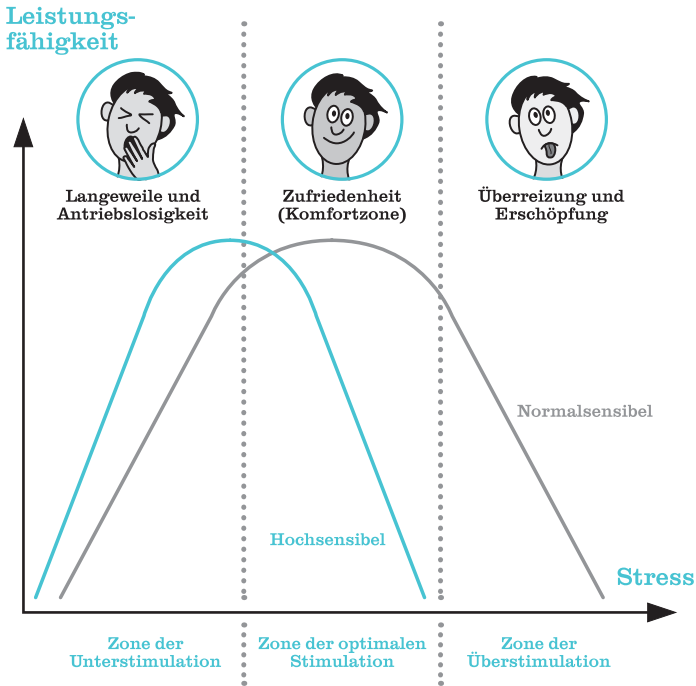 Leistungs-
fähigkeit
Langeweile und
Antriebslosigkeit
Zufriedenheit
(Komfortzone)
Überreizung und
Erschöpfung
Normalsensibel
Hochsensibel
Stress
Zone der
Unterstimulation
Zone der optimalen
Stimulation
Zone der
Überstimulation